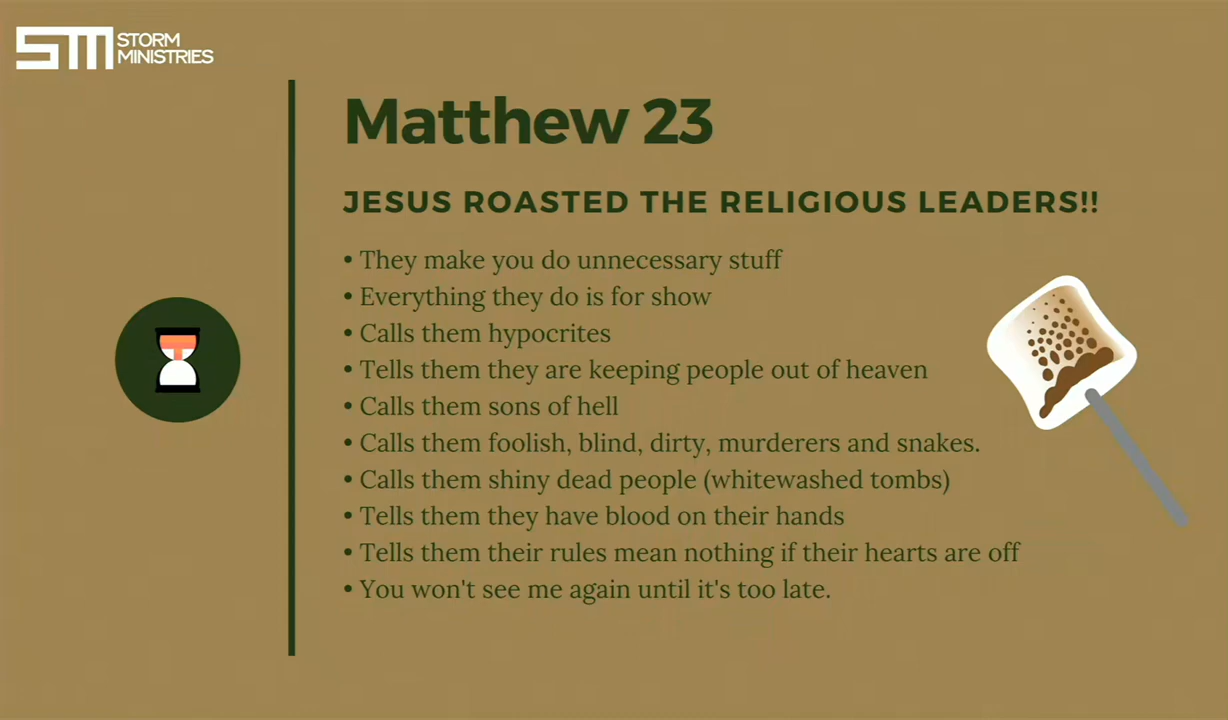 STORM
MINISTRIES
Matthew 23
JESUS ROASTED THE RELIGIOUS LEADERS!!
• They make you do unnecessary stuff
• Everything they do is for show
• Calls them hypocrites
• Tells them they are keeping people out of heaven
• Calls them sons of hell
• Calls them foolish, blind, dirty, murderers and snakes.
• Calls them shiny dead people (whitewashed tombs)
• Tells them they have blood on their hands
• Tells them their rules mean nothing if their hearts are off
• You won't see me again until it's too late.